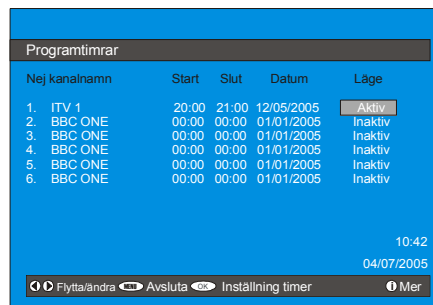 Programtimrar
Nej kanalnamn Start Slut Datum Läge
1. ITV 1 20:00 21:00 12/05/2005 Aktiv
2. BBC ONE 00:00 00:00 01/01/2005 Inaktiv
3. BBC ONE 00:00 00:00 01/01/2005 Inaktiv
4. BBC ONE 00:00 00:00 01/01/2005 Inaktiv
5. BBC ONE 00:00 00:00 01/01/2005 Inaktiv
6. BBC ONE 00:00 00:00 01/01/2005 Inaktiv
10:42
04/07/2005
Flytta/ändra MENU Avsluta OK Inställning timer i Mer